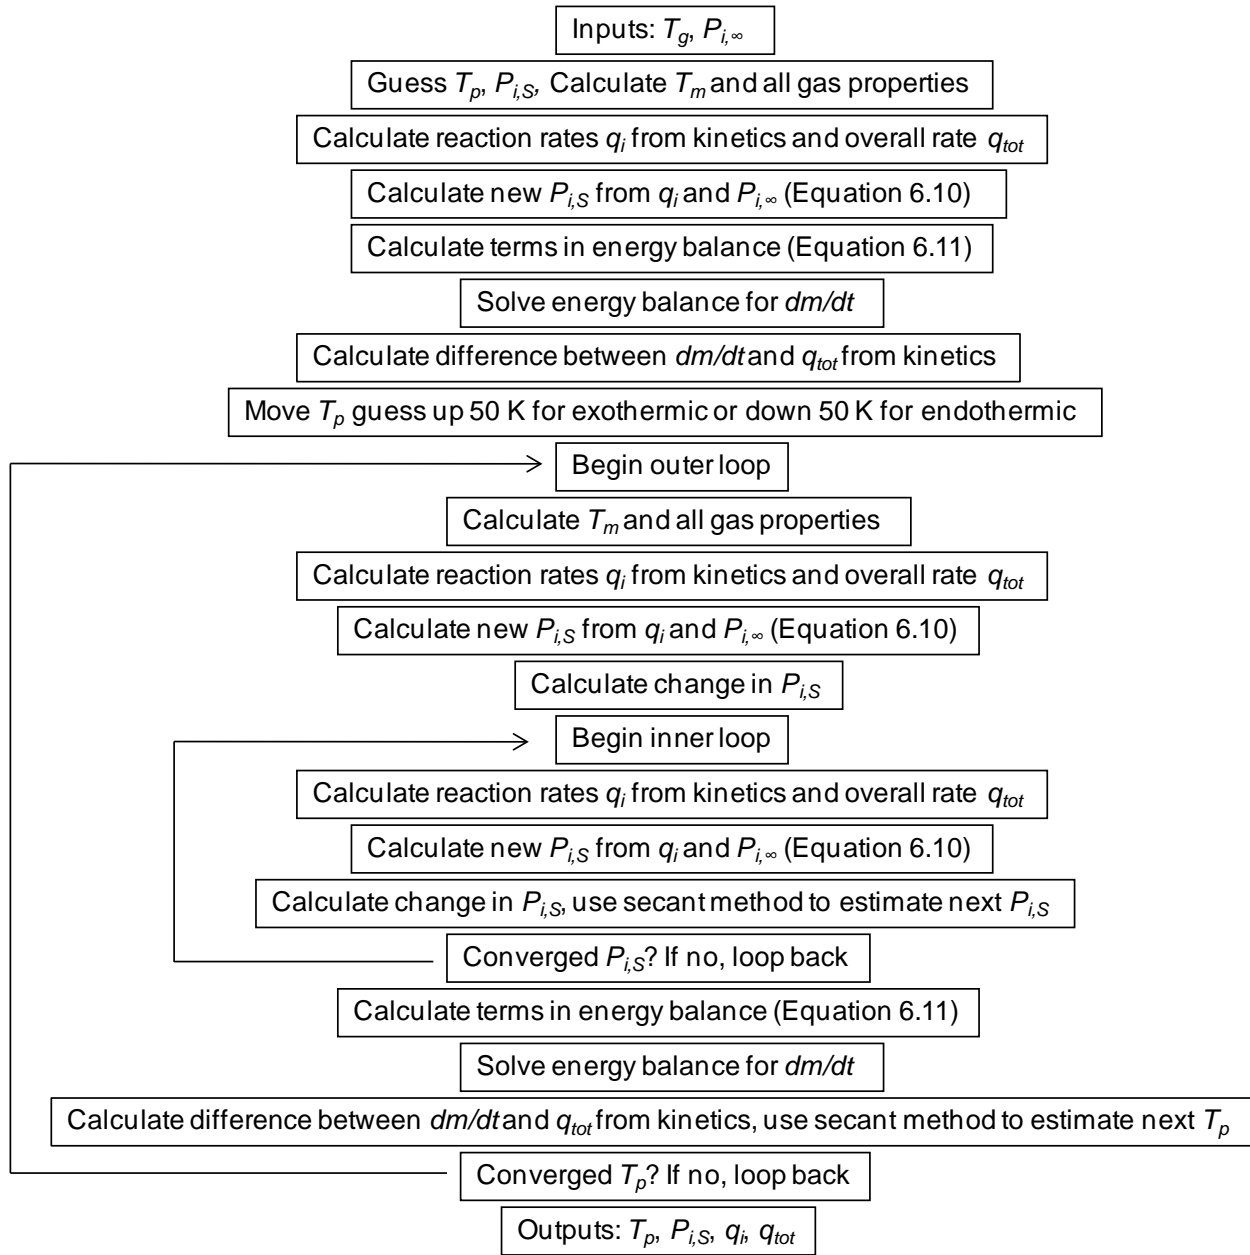 Inputs: Tg, Pi,∞
Guess Tp, Pi,S, Calculate Tm and all gas properties
Calculate reaction rates qi from kinetics and overall rate qtot
Calculate new Pi,S from qi and Pi,∞ (Equation 6.10)
Calculate terms in energy balance (Equation 6.11)
Solve energy balance for dm/dt
Calculate difference between dm/dt and qtot from kinetics
Move Tp guess up 50 K for exothermic or down 50 K for endothermic
Begin outer loop
Calculate Tm and all gas properties
Calculate reaction rates qi from kinetics and overall rate qtot
Calculate new Pi,S from qi and Pi,∞ (Equation 6.10)
Calculate change in Pi,S
Begin inner loop
Calculate reaction rates qi from kinetics and overall rate qtot
Calculate new Pi,S from qi and Pi,∞ (Equation 6.10)
Calculate change in Pi,S, use secant method to estimate next Pi,S
Converged Pi,S? If no, loop back
Calculate terms in energy balance (Equation 6.11)
Solve energy balance for dm/dt
Calculate difference between dm/dt and qtot from kinetics, use secant method to estimate next Tp
Converged Tp? If no, loop back
Outputs: Tp, Pi,S, qi, qtot